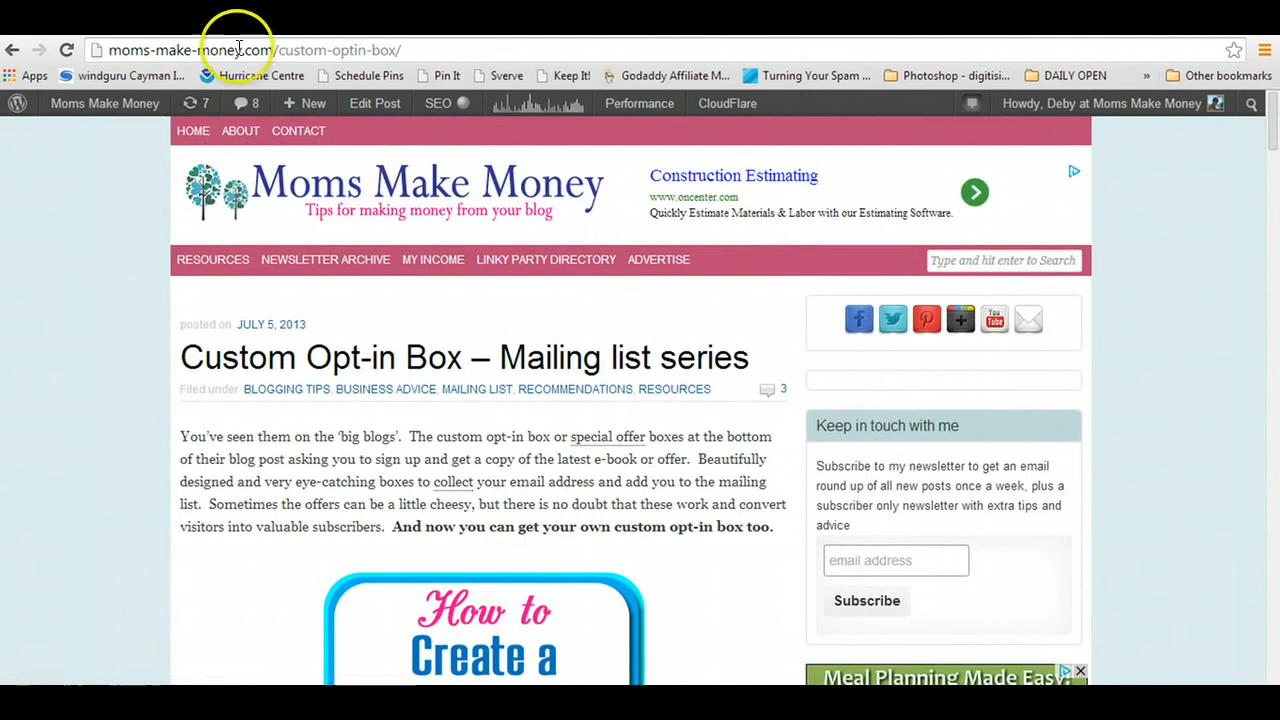 moms-make-money.com/custom-optin-box/
Apps windguru Cayman I... Hurricane Centre Schedule Pins Pin It Sverve Keep It! Godaddy Affiliate M... Turning Your Spam ... Photoshop - digitisi... DAILY OPEN » Other bookmarks
Moms Make Money 7 8 + New Edit Post SEO Performance CloudFlare Howdy, Deby at Moms Make Money
HOME ABOUT CONTACT
Moms Make Money
Tips for making money from your blog
Construction Estimating
www.oncenter.com
Quickly Estimate Materials & Labor with our Estimating Software.
RESOURCES NEWSLETTER ARCHIVE MY INCOME LINKY PARTY DIRECTORY ADVERTISE Type and hit enter to Search
posted on JULY 5, 2013
Custom Opt-in Box – Mailing list series
Filed under BLOGGING TIPS, BUSINESS ADVICE, MAILING LIST, RECOMMENDATIONS, RESOURCES 3
You've seen them on the 'big blogs'. The custom opt-in box or special offer boxes at the bottom
of their blog post asking you to sign up and get a copy of the latest e-book or offer. Beautifully
designed and very eye-catching boxes to collect your email address and add you to the mailing
list. Sometimes the offers can be a little cheesy, but there is no doubt that these work and convert
visitors into valuable subscribers. And now you can get your own custom opt-in box too.
How to
Create a
You Tube
Keep in touch with me
Subscribe to my newsletter to get an email
round up of all new posts once a week, plus a
subscriber only newsletter with extra tips and
advice
email address
Subscribe
Meal Planning Made Easy!